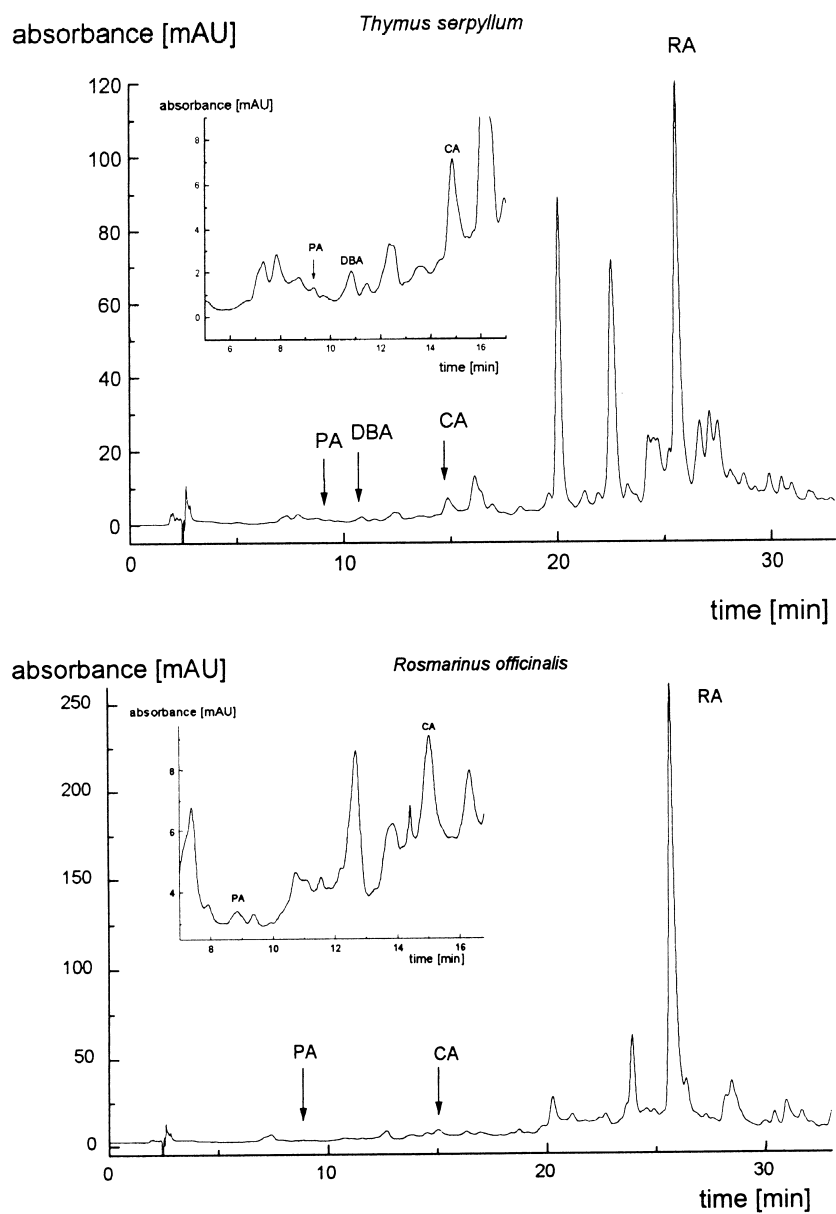 Thymus serpyllum
absorbance [mAU]
RA
120
100
80
60
40
20
0
absorbance [mAU]
8
6
4
2
0
CA
PA
DBA
6 8 10 12 14 16
time [min]
PA DBA CA
0 10 20 30
time [min]
absorbance [mAU]
Rosmarinus officinalis
RA
250
200
150
100
50
0
absorbance [mAU]
8
6
4
CA
PA
8 10 12 14 16
time [min]
PA CA
0 10 20 30
time [min]